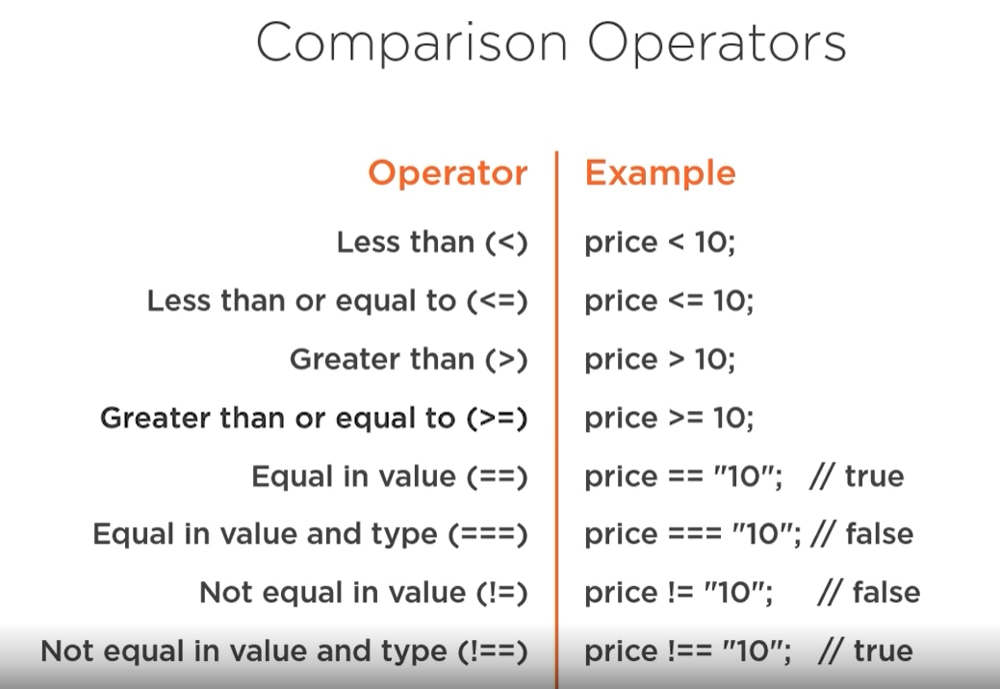 Comparison Operators
Operator Example
Less than (<) price < 10;
Less than or equal to (<=) price <= 10;
Greater than (>) price > 10;
Greater than or equal to (>=) price >= 10;
Equal in value (==) price == "10"; // true
Equal in value and type (===) price === "10"; // false
Not equal in value (!=) price != "10"; // false
Not equal in value and type (!==) price !== "10"; // true